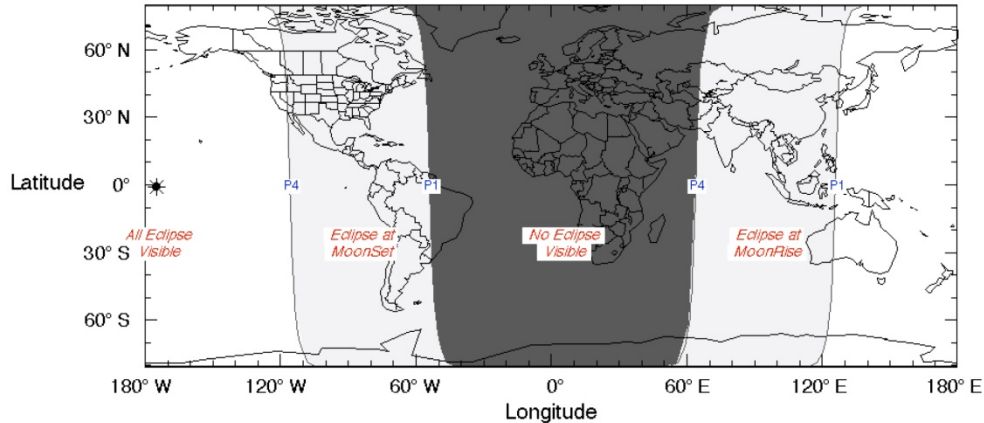 60° N
30° N
Latitude
0°
P4
P1
P4
P1
All Eclipse
Visible
Eclipse at
MoonSet
No Eclipse
Visible
Eclipse at
MoonRise
30° S
60° S
180° W
120° W
60° W
0°
60° E
120° E
180° E
Longitude